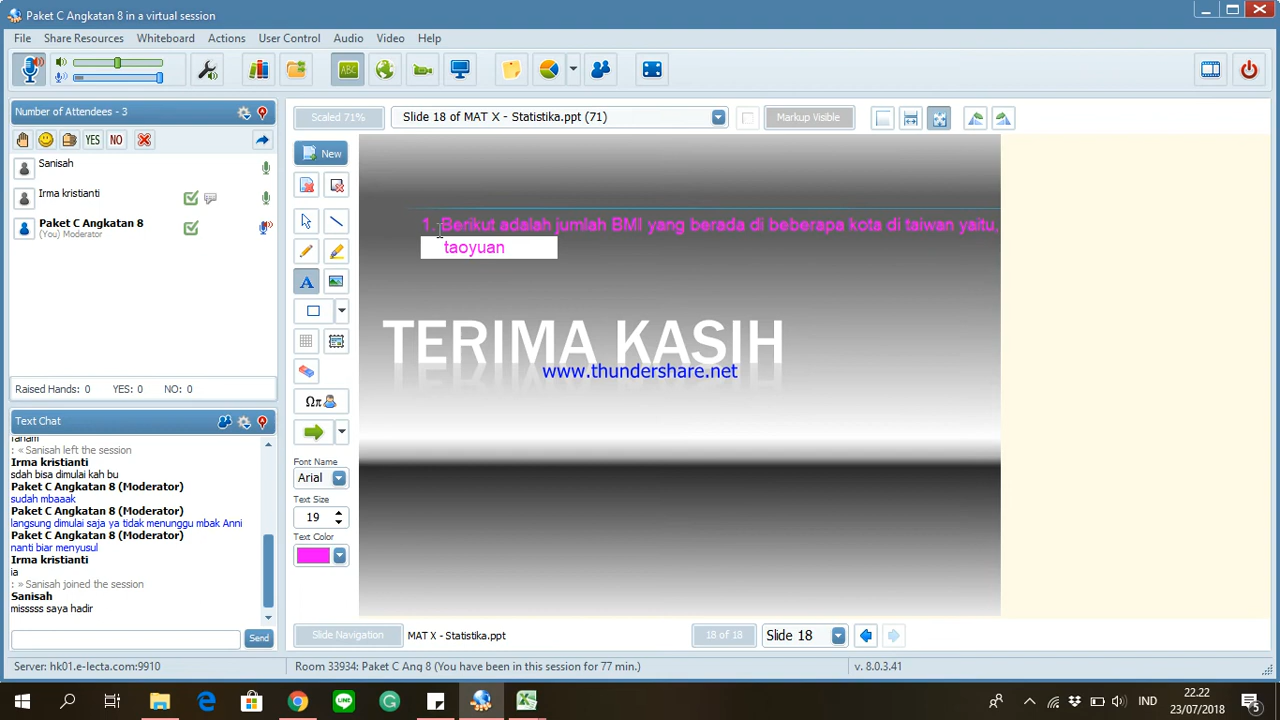 Paket C Angkatan 8 in a virtual session
File Share Resources Whiteboard Actions User Control Audio Video Help
ABC
Number of Attendees - 3
YES NO
Sanisah
Irma kristianti
Paket C Angkatan 8
(You) Moderator
Raised Hands: 0 YES: 0 NO: 0
Text Chat
: « Sanisah left the session
Irma kristianti
sdah bisa dimulai kah bu
Paket C Angkatan 8 (Moderator)
sudah mbaaak
Paket C Angkatan 8 (Moderator)
langsung dimulai saja ya tidak menunggu mbak Anni
Paket C Angkatan 8 (Moderator)
nanti biar menyusul
Irma kristianti
ia
: » Sanisah joined the session
Sanisah
misssss saya hadir
Send
Scaled 71% Slide 18 of MAT X - Statistika.ppt (71) Markup Visible
New
A
Ωπ
Font Name
Arial
Text Size
19
Text Color
1. Berikut adalah jumlah BMI yang berada di beberapa kota di taiwan yaitu,
taoyuan
TERIMA KASIH
www.thundershare.net
Slide Navigation MAT X - Statistika.ppt 18 of 18 Slide 18
Server: hk01.e-lecta.com:9910 Room 33934: Paket C Ang 8 (You have been in this session for 77 min.) v. 8.0.3.41
IND
22.22
23/07/2018
5